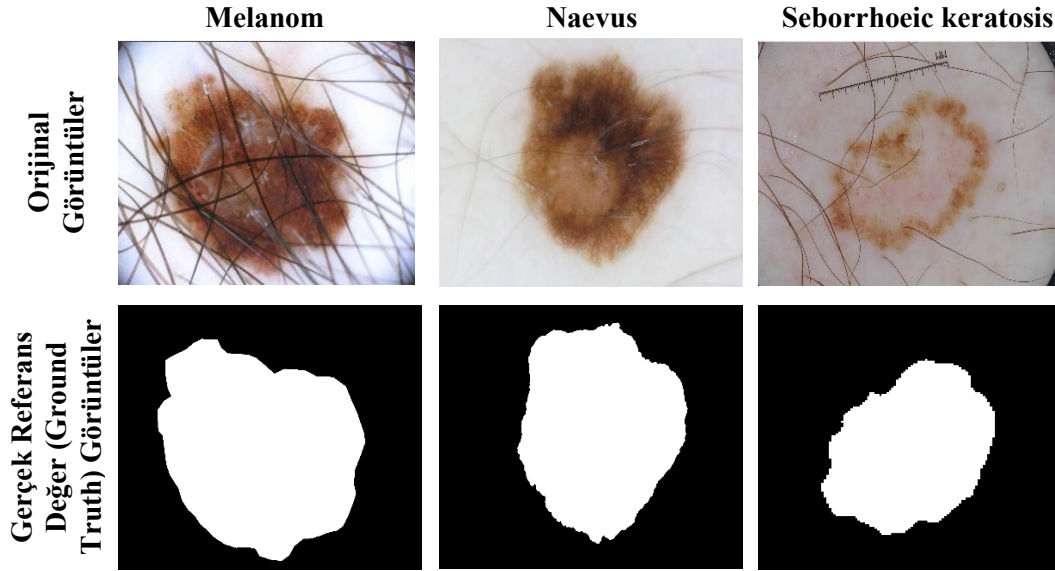 Melanom
Naevus
Seborrhoeic keratosis
Orijinal
Görüntüler
Gerçek Referans
Değer (Ground
Truth) Görüntüler